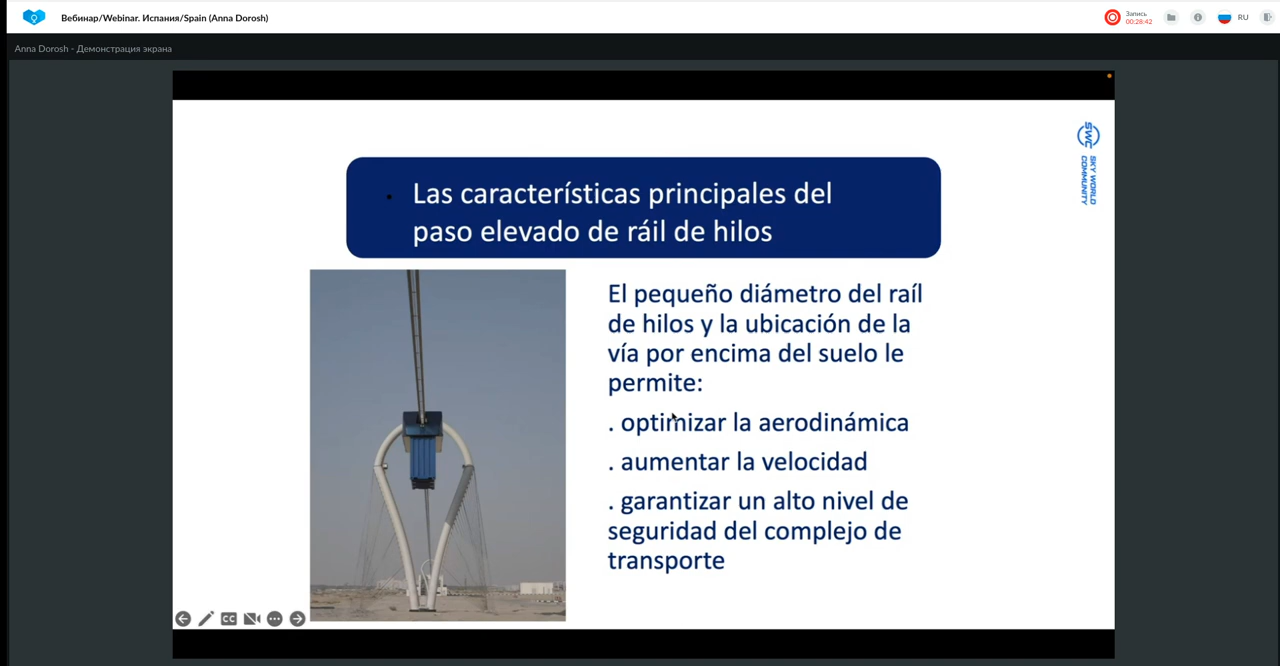 Вебинар/Webinar. Испания/Spain (Anna Dorosh)
Запись
00:28:42
RU
Anna Dorosh - Демонстрация экрана
SWC
SKY WORLD
COMMUNITY
• Las características principales del
paso elevado de ráil de hilos
El pequeño diámetro del raíl
de hilos y la ubicación de la
vía por encima del suelo le
permite:
. optimizar la aerodinámica
. aumentar la velocidad
. garantizar un alto nivel de
seguridad del complejo de
transporte
CC